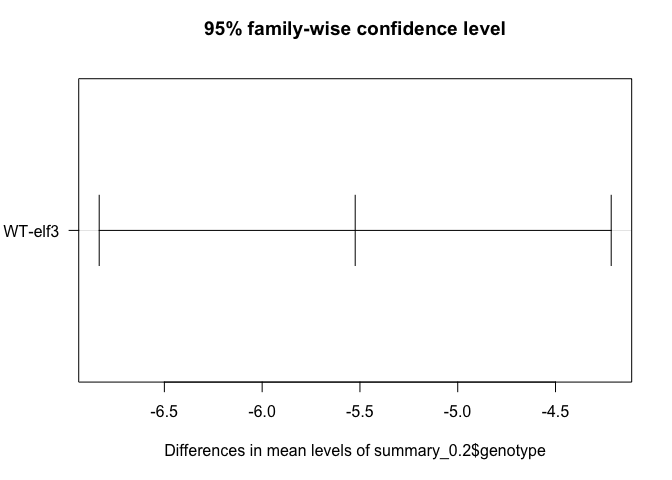 95% family-wise confidence level
WT-elf3
-6.5 -6.0 -5.5 -5.0 -4.5
Differences in mean levels of summary_0.2$genotype